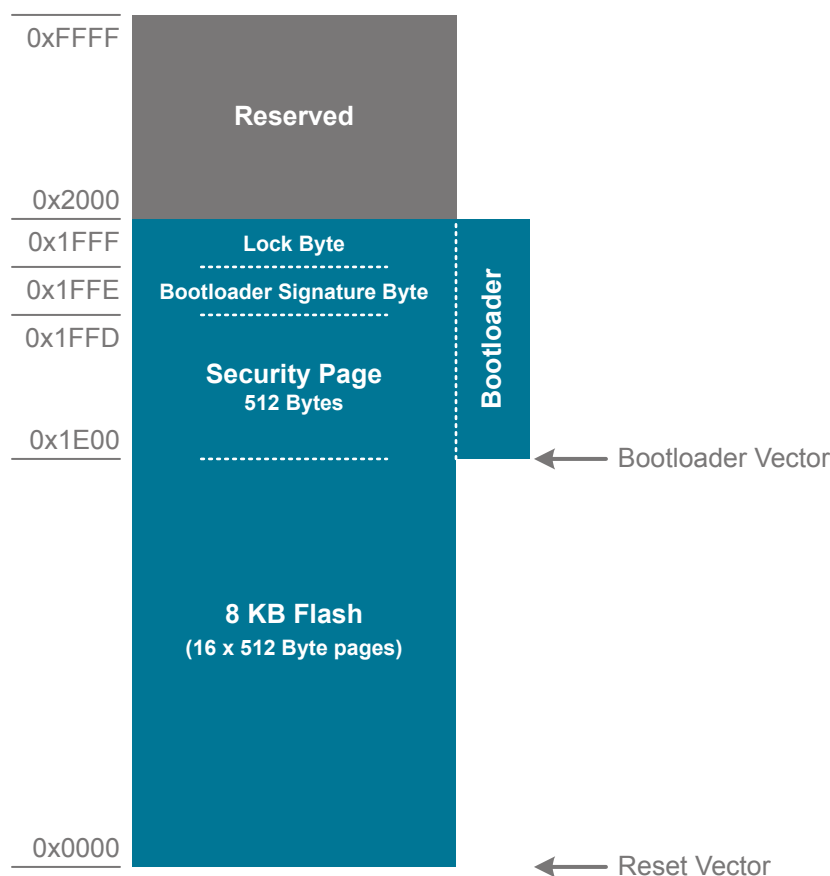 0xFFFF
Reserved
0x2000
0x1FFF
Lock Byte
0x1FFE
Bootloader Signature Byte
0x1FFD
Security Page
512 Bytes
Bootloader
0x1E00
Bootloader Vector
8 KB Flash
(16 x 512 Byte pages)
0x0000
Reset Vector